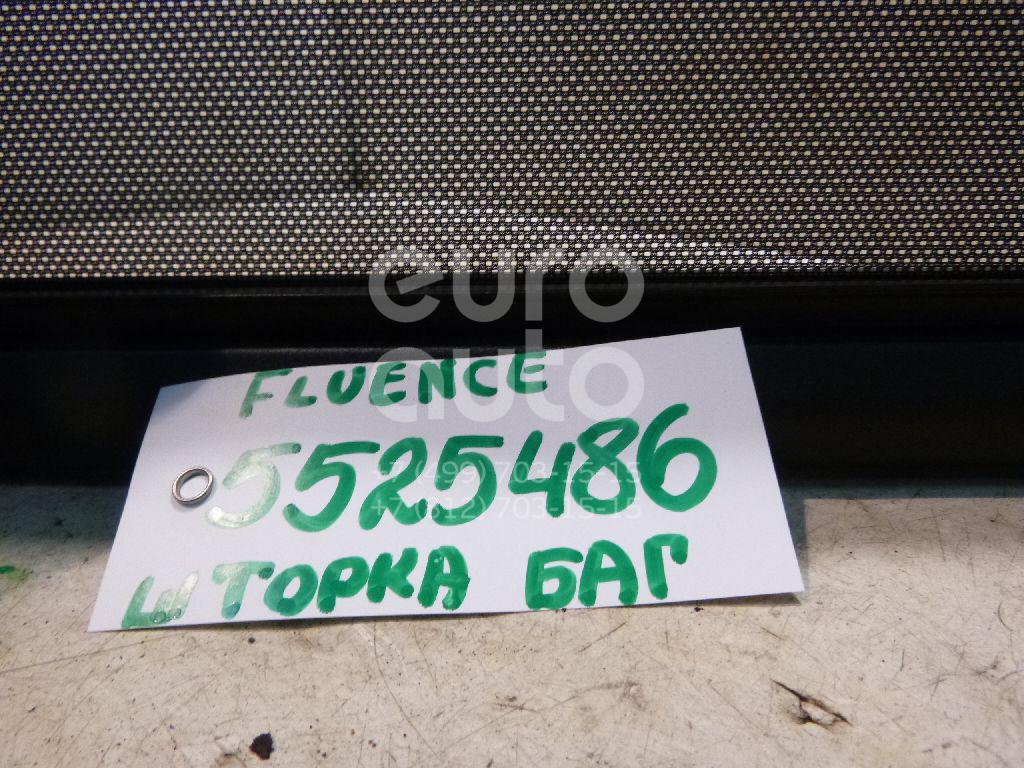 euro
auto
FLUENCE
5525486
+7 (499) 703-15-15
+7 (812) 703-15-15
ШТОРКА БАГ